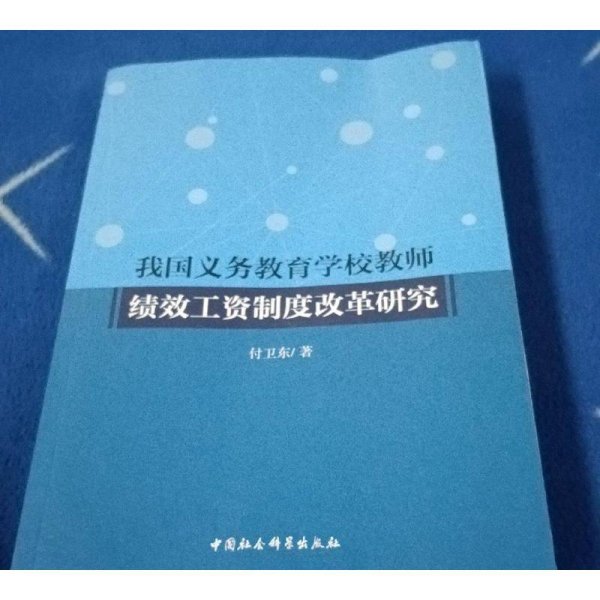 我国义务教育学校教师
绩效工资制度改革研究
付卫东/著
中国社会科学出版社